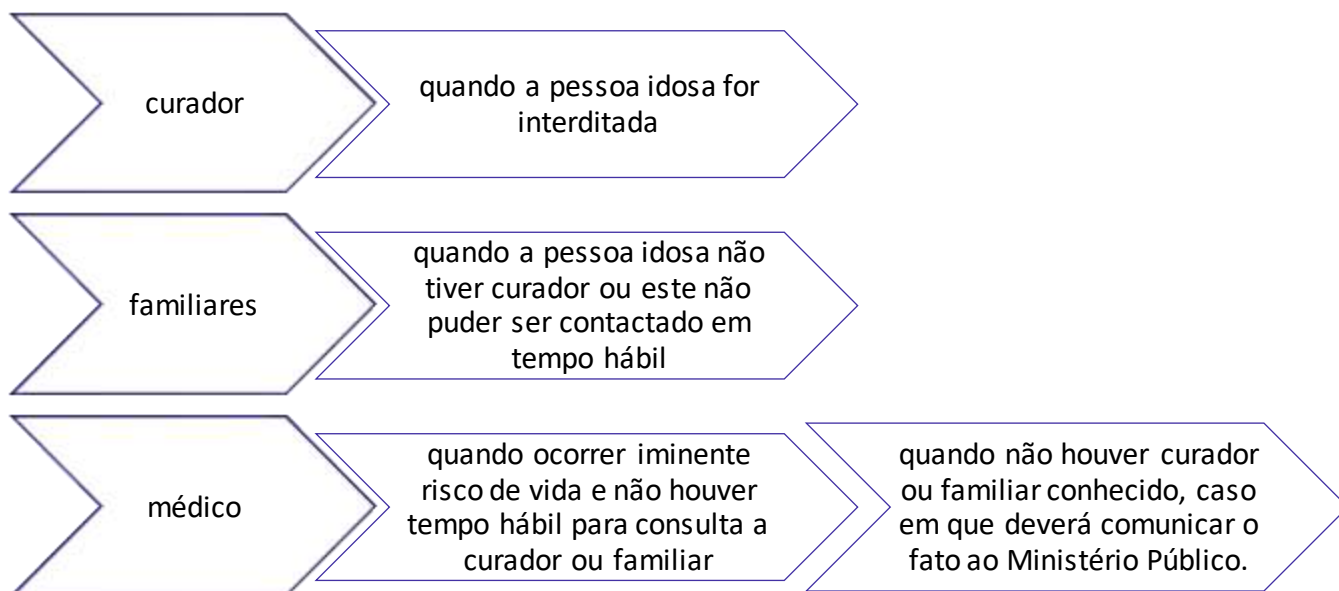 curador
quando a pessoa idosa for
interditada
familiares
quando a pessoa idosa não
tiver curador ou este não
puder ser contactado em
tempo hábil
médico
quando ocorrer iminente
risco de vida e não houver
tempo hábil para consulta a
curador ou familiar
quando não houver curador
ou familiar conhecido, caso
em que deverá comunicar o
fato ao Ministério Público.